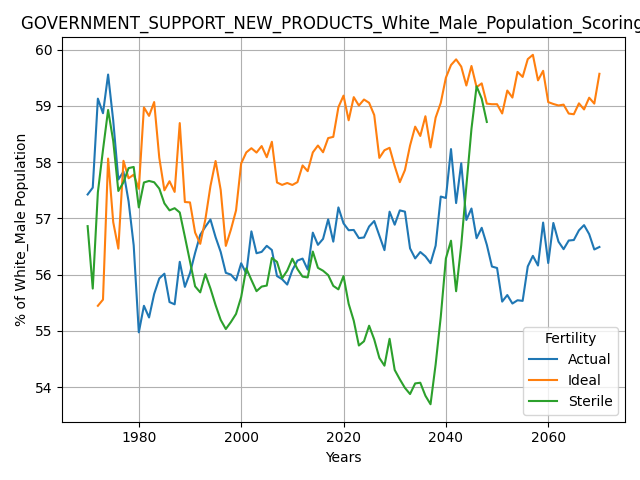 GOVERNMENT_SUPPORT_NEW_PRODUCTS_White_Male_Population_Scoring
% of White_Male Population
60
59
58
57
56
55
54
1980
2000
2020
2040
2060
Years
Fertility
Actual
Ideal
Sterile